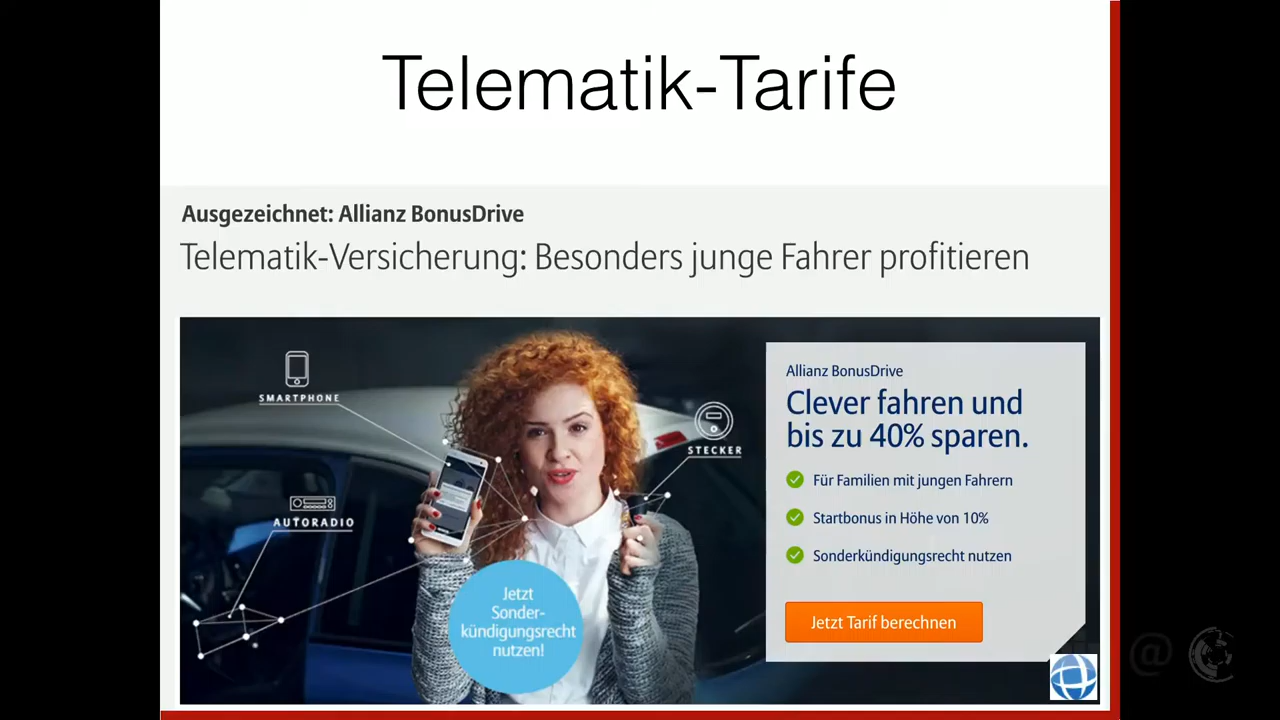 Telematik-Tarife
Ausgezeichnet: Allianz BonusDrive
Telematik-Versicherung: Besonders junge Fahrer profitieren
SMARTPHONE
STECKER
AUTORADIO
Jetzt
Sonder-
kündigungsrecht
nutzen!
Allianz BonusDrive
Clever fahren und
bis zu 40% sparen.
Für Familien mit jungen Fahrern
Startbonus in Höhe von 10%
Sonderkündigungsrecht nutzen
Jetzt Tarif berechnen
@